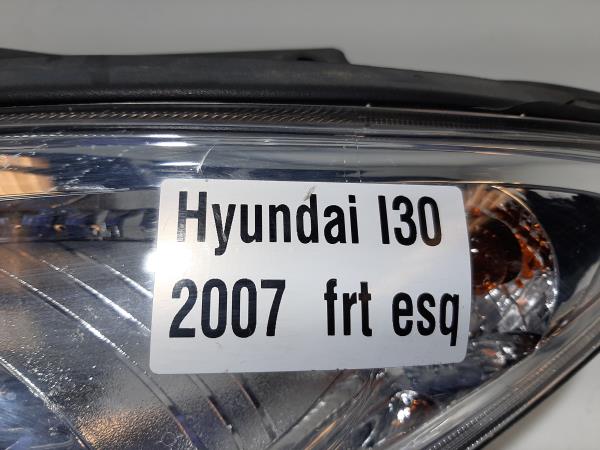 Hyundai I30
2007 frt esq